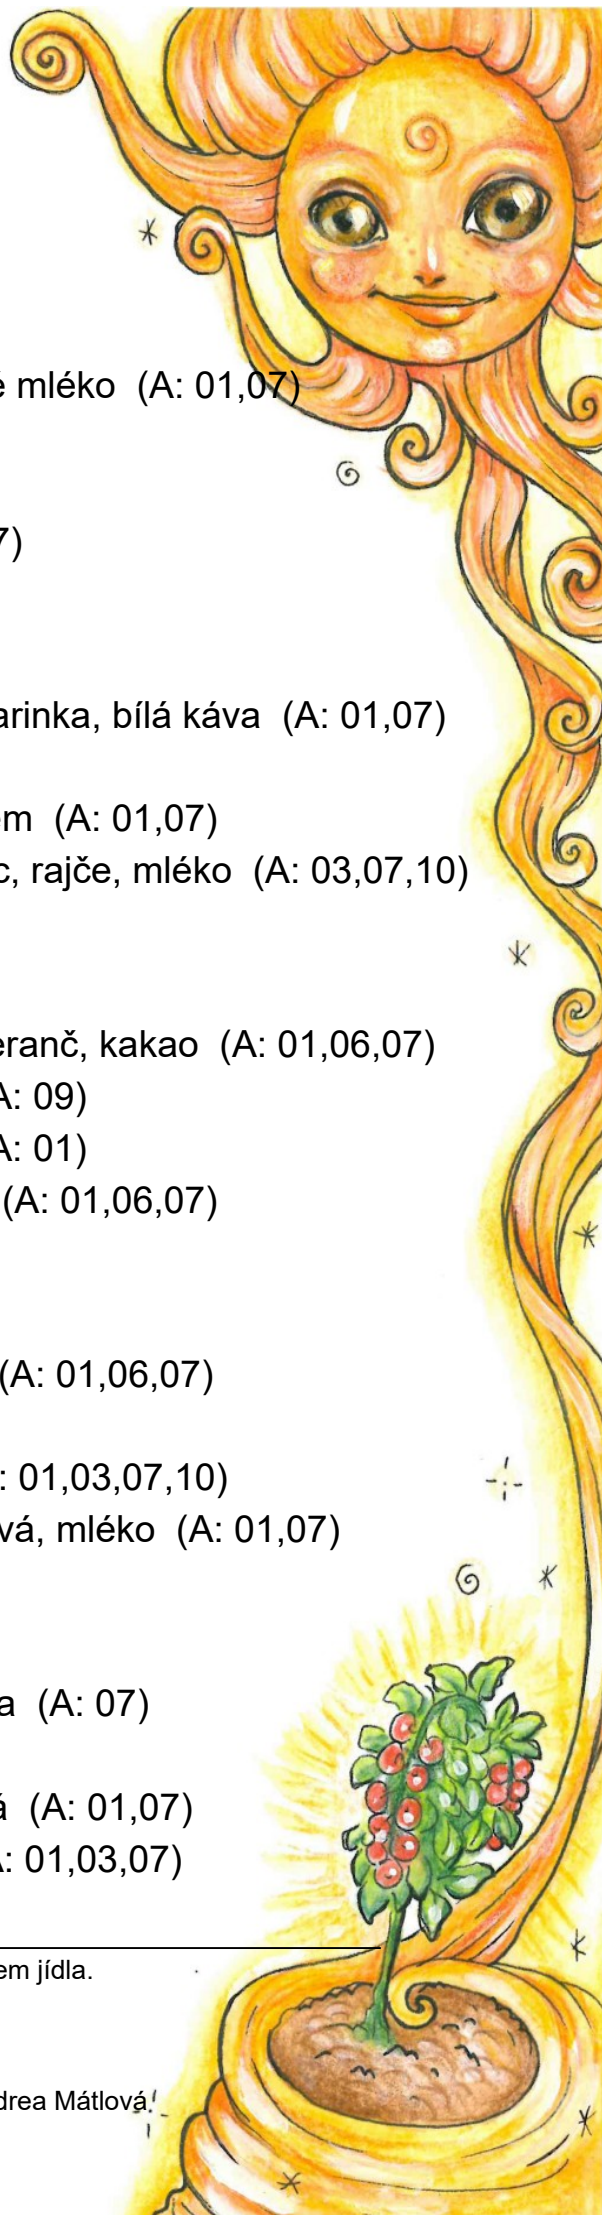 é mléko (A: 01,07)
7)
arinka, bílá káva (A: 01,07)
em (A: 01,07)
c, rajče, mléko (A: 03,07,10)
eranč, kakao (A: 01,06,07)
A: 09)
A: 01)
(A: 01,06,07)
(A: 01,06,07)
: 01,03,07,10)
vá, mléko (A: 01,07)
a (A: 07)
á (A: 01,07)
A: 01,03,07)
em jídla.
drea Mátlová.